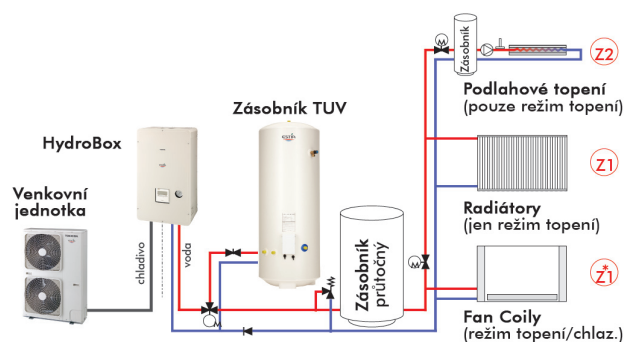 Zásobník
Z2
Podlahové topení
(pouze režim topení)
Zásobník TUV
HydroBox
Venkovní
jednotka
chladivo
voda
Zásobník
průtočný
Z1
Radiátory
(jen režim topení)
Z1*
Fan Coily
(režim topení/chlaz.)
M
M
M